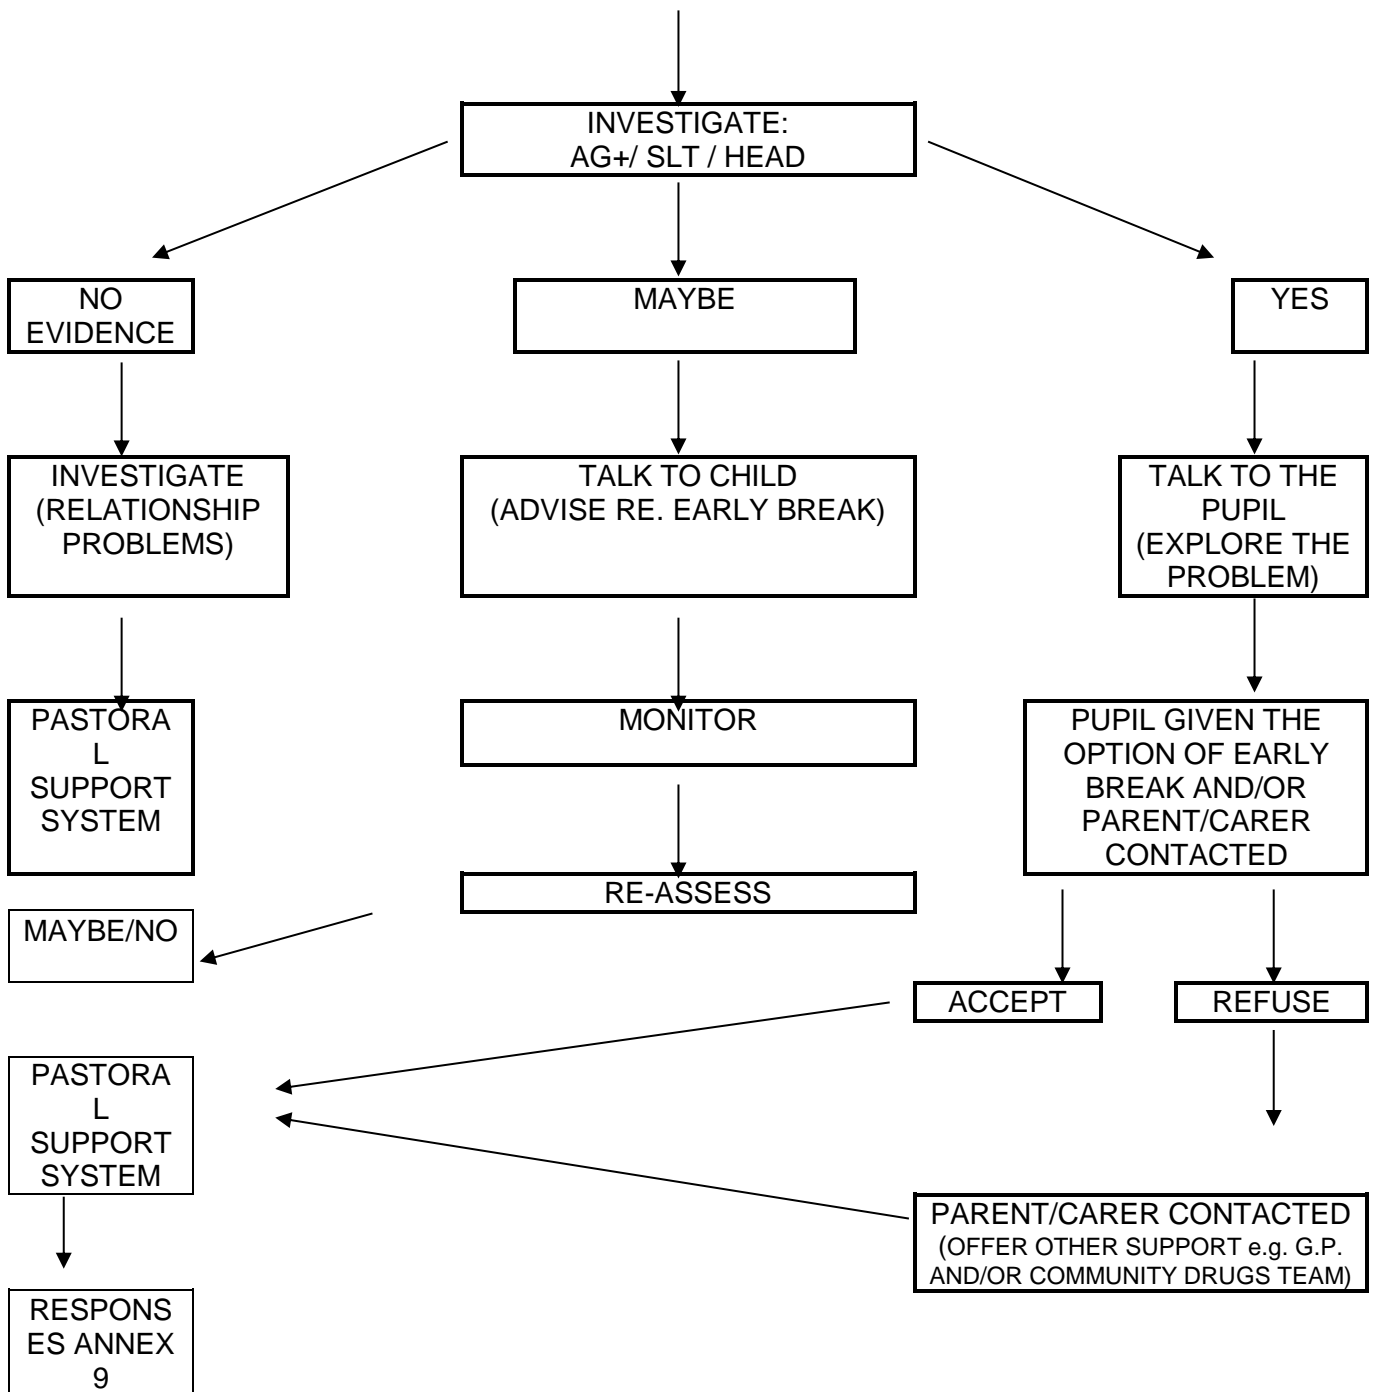 INVESTIGATE:
AG+/ SLT / HEAD
NO
EVIDENCE
MAYBE
YES
INVESTIGATE
(RELATIONSHIP
PROBLEMS)
TALK TO CHILD
(ADVISE RE. EARLY BREAK)
TALK TO THE
PUPIL
(EXPLORE THE
PROBLEM)
PASTORA
L
SUPPORT
SYSTEM
MONITOR
PUPIL GIVEN THE
OPTION OF EARLY
BREAK AND/OR
PARENT/CARER
CONTACTED
RE-ASSESS
MAYBE/NO
ACCEPT
REFUSE
PASTORA
L
SUPPORT
SYSTEM
PARENT/CARER CONTACTED
(OFFER OTHER SUPPORT e.g. G.P.
AND/OR COMMUNITY DRUGS TEAM)
RESPONS
ES ANNEX
9